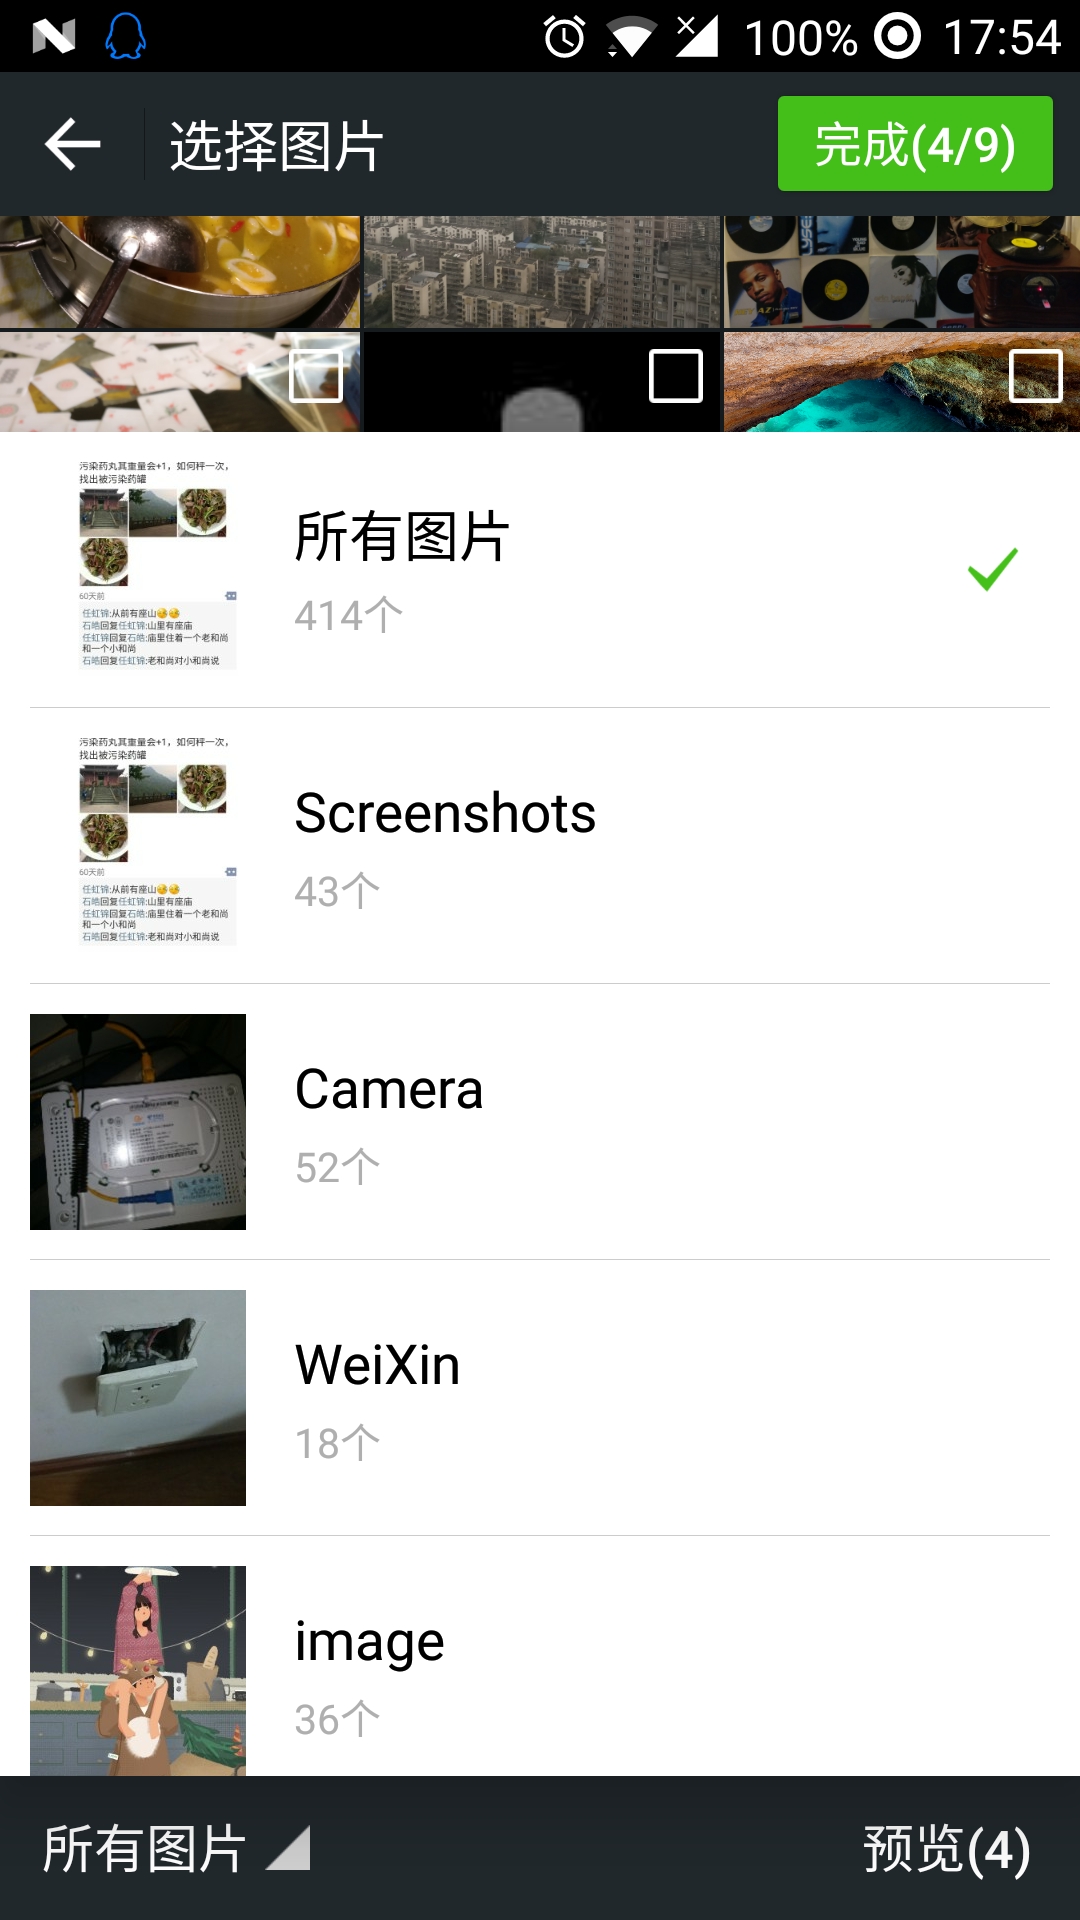 100%
17:54
选择图片
完成(4/9)
污染药丸其重量会+1，如何秤一次，
找出被污染药罐
60天前
任虹锦:从前有座山
石皓回复任虹锦:山里有座庙
任虹锦回复石皓:庙里住着一个老和尚
和一个小和尚
石皓回复任虹锦:老和尚对小和尚说
所有图片
414个
污染药丸其重量会+1，如何秤一次，
找出被污染药罐
60天前
任虹锦:从前有座山
石皓回复任虹锦:山里有座庙
任虹锦回复石皓:庙里住着一个老和尚
和一个小和尚
石皓回复任虹锦:老和尚对小和尚说
Screenshots
43个
Camera
52个
WeiXin
18个
image
36个
所有图片
预览(4)